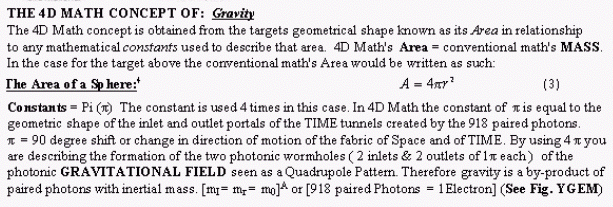 THE 4D MATH CONCEPT OF: Gravity
The 4D Math concept is obtained from the targets geometrical shape known as its Area in relationship
to any mathematical constants used to describe that area. 4D Math's Area = conventional math's MASS.
In the case for the target above the conventional math's Area would be written as such:
The Area of a Sphere:⁴ A = 4πr² (3)
Constants = Pi (π) The constant is used 4 times in this case. In 4D Math the constant of π is equal to the
geometric shape of the inlet and outlet portals of the TIME tunnels created by the 918 paired photons.
π = 90 degree shift or change in direction of motion of the fabric of Space and of TIME. By using 4 π you
are describing the formation of the two photonic wormholes ( 2 inlets & 2 outlets of 1π each ) of the
photonic GRAVITATIONAL FIELD seen as a Quadrupole Pattern. Therefore gravity is a by-product of
paired photons with inertial mass. [mI= mr= m0]ᴬ or [918 paired Photons = 1Electron] (See Fig. YGEM)